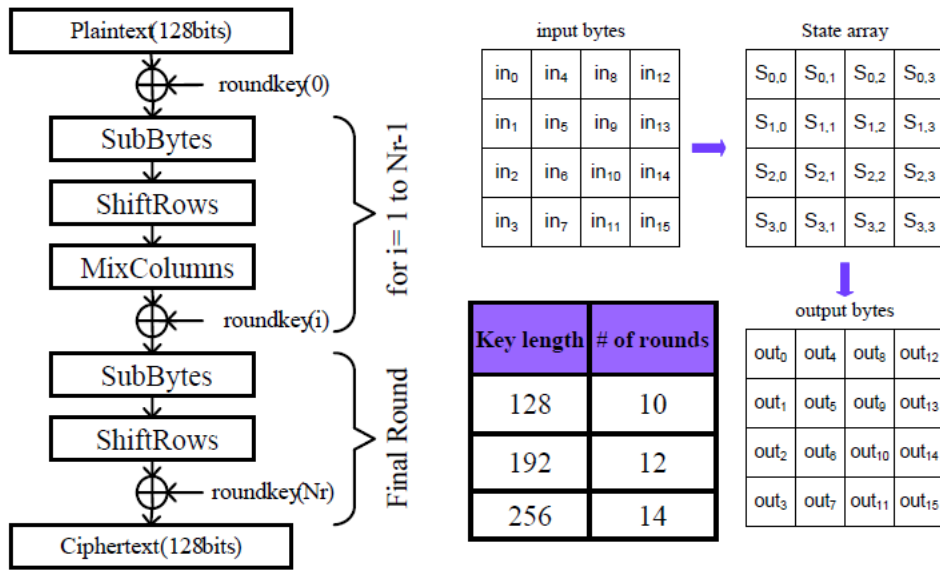 Plaintext(128bits)
roundkey(0)
SubBytes
ShiftRows
MixColumns
roundkey(i)
for i= 1 to Nr-1
SubBytes
ShiftRows
roundkey(Nr)
Final Round
Ciphertext(128bits)
input bytes
in0 in4 in8 in12
in1 in5 in9 in13
in2 in6 in10 in14
in3 in7 in11 in15
State array
S0,0 S0,1 S0,2 S0,3
S1,0 S1,1 S1,2 S1,3
S2,0 S2,1 S2,2 S2,3
S3,0 S3,1 S3,2 S3,3
Key length # of rounds
128 10
192 12
256 14
output bytes
out0 out4 out8 out12
out1 out5 out9 out13
out2 out6 out10 out14
out3 out7 out11 out15